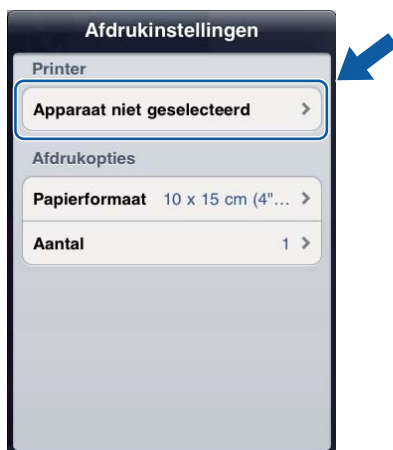 Afdrukinstellingen
Printer
Apparaat niet geselecteerd >
Afdrukopties
Papierformaat 10 x 15 cm (4"... >
Aantal 1 >